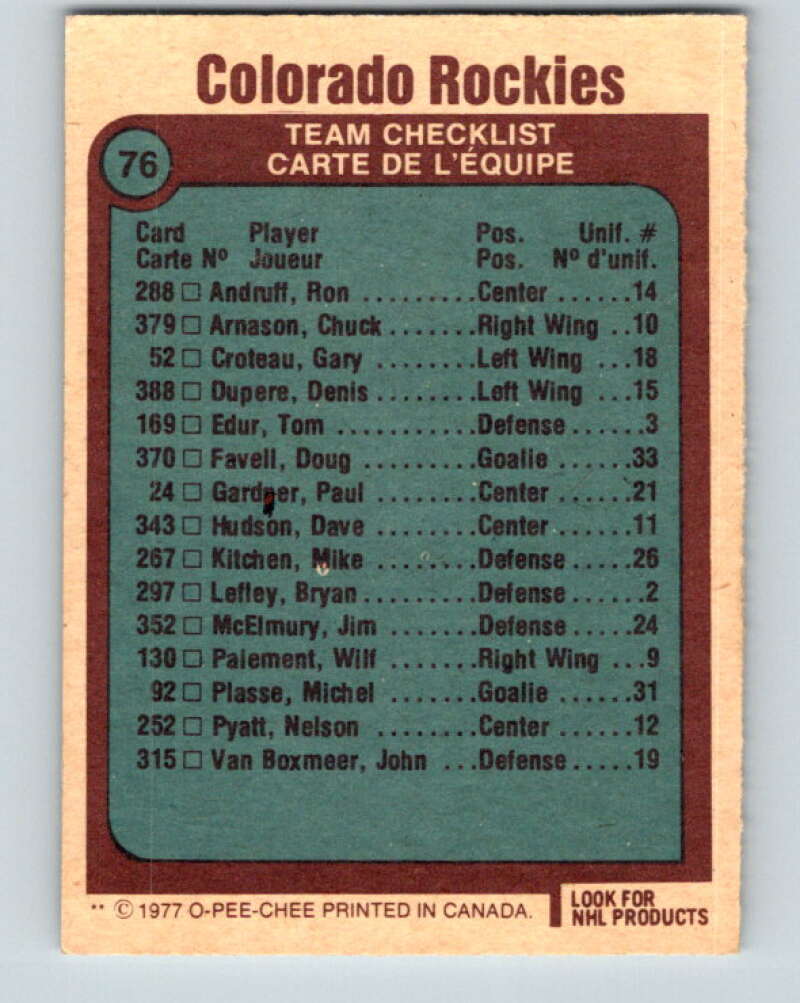 Colorado Rockies
76
TEAM CHECKLIST
CARTE DE L'ÉQUIPE
Card Player Pos. Unif. #
Carte Nº Joueur Pos. Nº d'unif.
288 □ Andruff, Ron ......... Center ......14
379 □ Arnason, Chuck ....... Right Wing ..10
52 □ Croteau, Gary ........ Left Wing ...18
388 □ Dupere, Denis ........ Left Wing ...15
169 □ Edur, Tom ........... Defense ......3
370 □ Favell, Doug ......... Goalie ......33
24 □ Gardner, Paul ........ Center ......21
343 □ Hudson, Dave ........ Center ......11
267 □ Kitchen, Mike ........ Defense .....26
297 □ Lefley, Bryan ......... Defense ......2
352 □ McElmury, Jim ....... Defense .....24
130 □ Paiement, Wilf ....... Right Wing ...9
92 □ Plasse, Michel ....... Goalie ......31
252 □ Pyatt, Nelson ........ Center ......12
315 □ Van Boxmeer, John ... Defense .....19
** © 1977 O-PEE-CHEE PRINTED IN CANADA.
LOOK FOR
NHL PRODUCTS